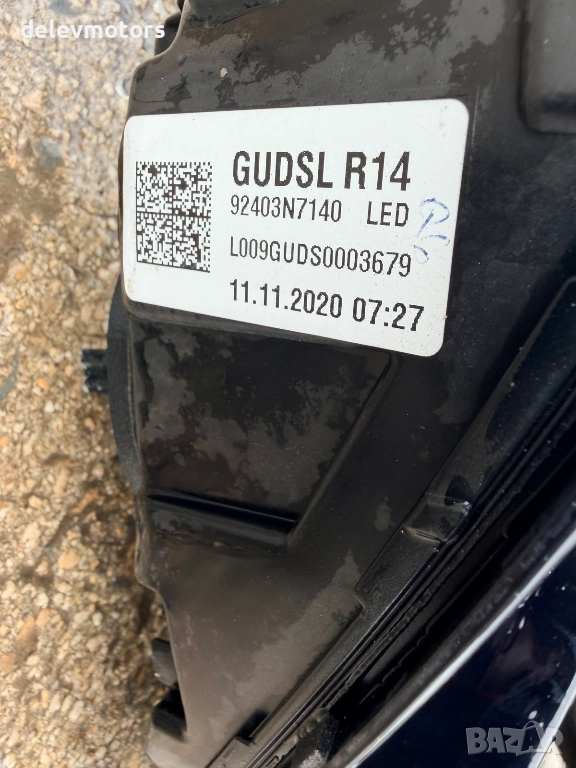 delevmotors
GUDSL R14
92403N7140 LED
L009GUDS0003679
11.11.2020 07:27
BAZAR